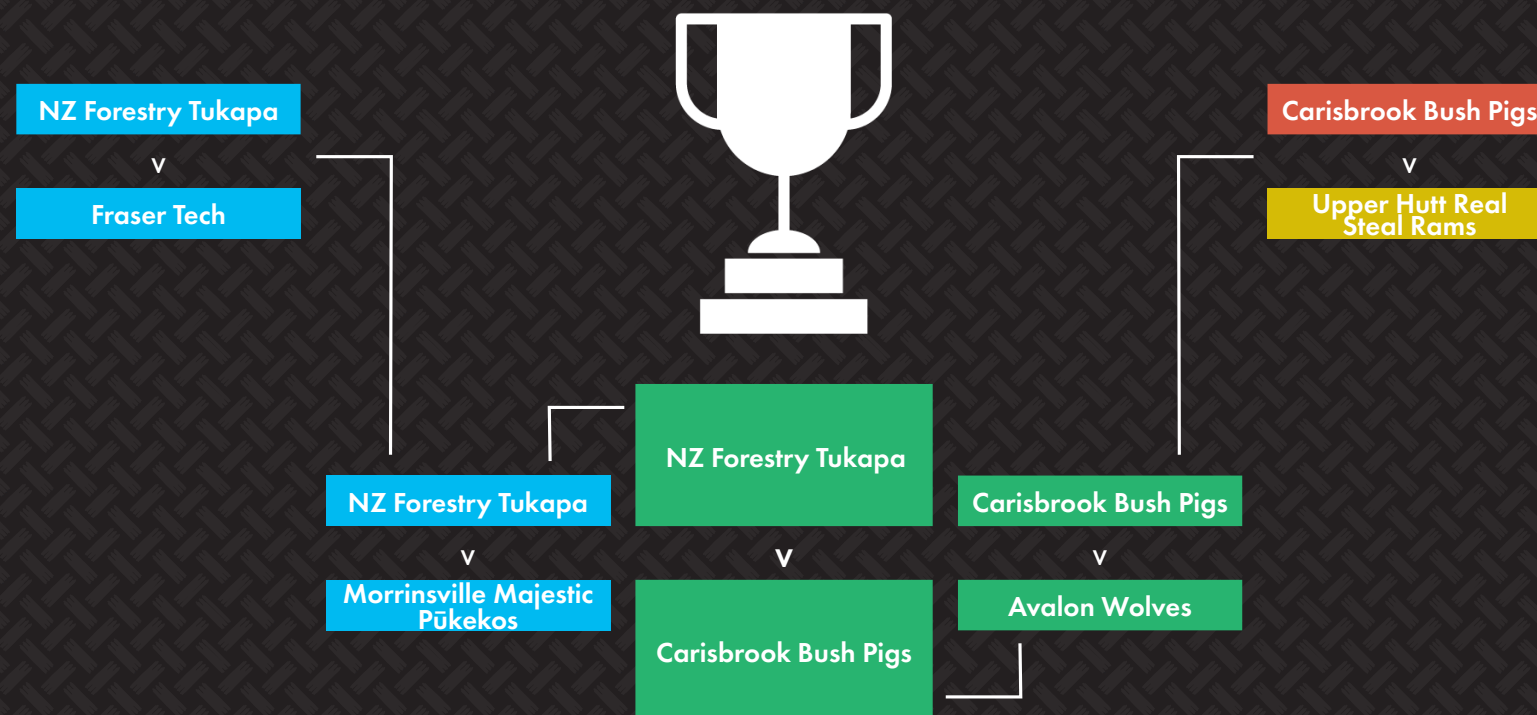 NZ Forestry Tukapa
v
Fraser Tech
Carisbrook Bush Pigs
v
Upper Hutt Real
Steal Rams
NZ Forestry Tukapa
v
Morrinsville Majestic
Pūkekos
NZ Forestry Tukapa
v
Carisbrook Bush Pigs
Carisbrook Bush Pigs
v
Avalon Wolves